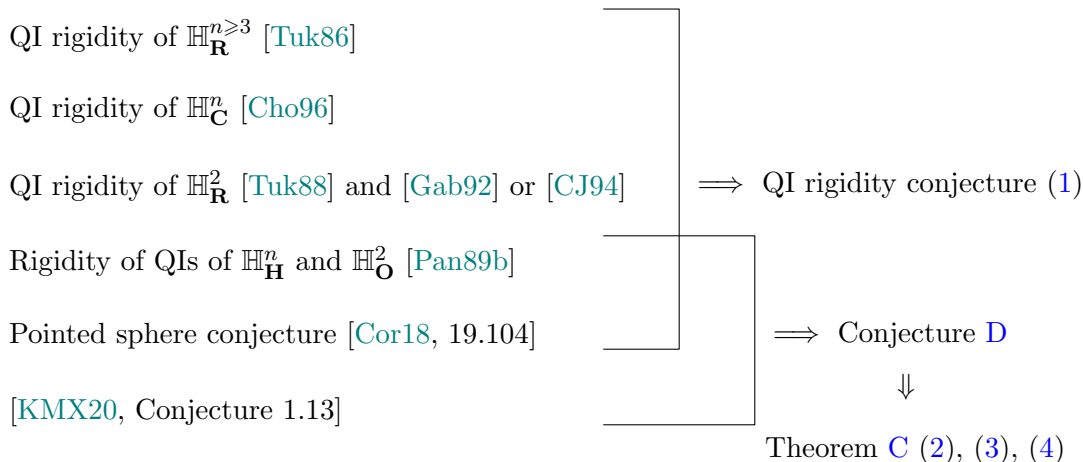 QI rigidity of ℍ_𝐑^{n⩾3} [Tuk86]
QI rigidity of ℍ_𝐂^n [Cho96]
QI rigidity of ℍ_𝐑^2 [Tuk88] and [Gab92] or [CJ94]
⟹ QI rigidity conjecture (1)
Rigidity of QIs of ℍ_𝐇^n and ℍ_𝐎^2 [Pan89b]
Pointed sphere conjecture [Cor18, 19.104]
⟹ Conjecture D
⇓
[KMX20, Conjecture 1.13]
Theorem C (2), (3), (4)